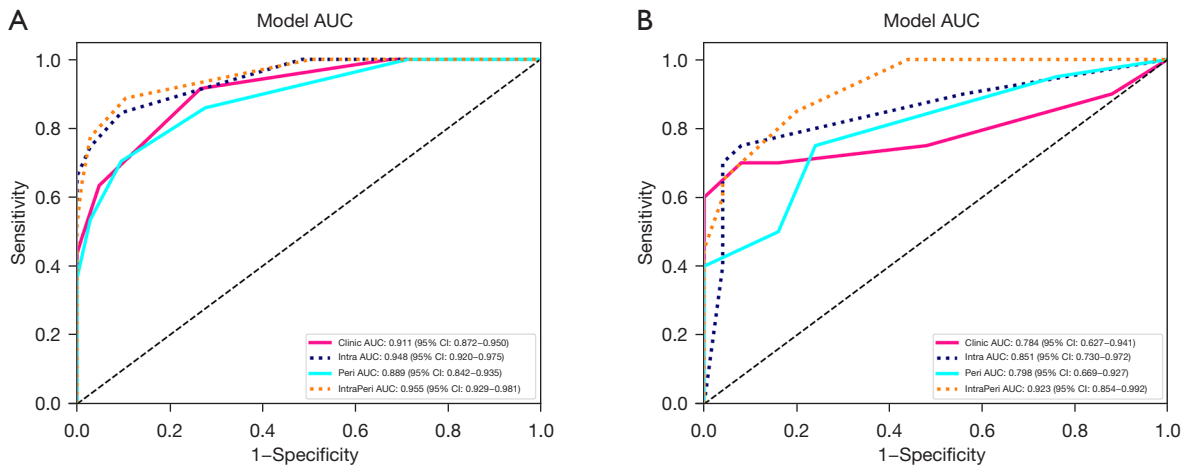 A
Model AUC
1.0
0.8
0.6
0.4
0.2
0.0
Sensitivity
0.0
0.2
0.4
0.6
0.8
1.0
1–Specificity
Clinic AUC: 0.911 (95% CI: 0.872–0.950)
Intra AUC: 0.948 (95% CI: 0.920–0.975)
Peri AUC: 0.889 (95% CI: 0.842–0.935)
IntraPeri AUC: 0.955 (95% CI: 0.929–0.981)
B
Model AUC
1.0
0.8
0.6
0.4
0.2
0.0
Sensitivity
0.0
0.2
0.4
0.6
0.8
1.0
1–Specificity
Clinic AUC: 0.784 (95% CI: 0.627–0.941)
Intra AUC: 0.851 (95% CI: 0.730–0.972)
Peri AUC: 0.798 (95% CI: 0.669–0.927)
IntraPeri AUC: 0.923 (95% CI: 0.854–0.992)